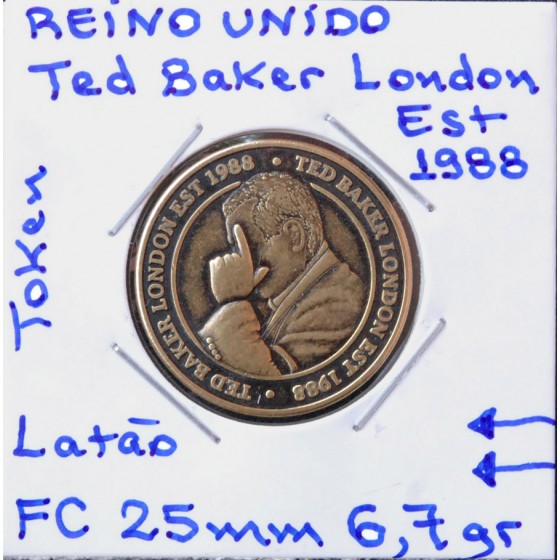 REINO UNIDO
Ted Baker London
Est
1988
Token
TED BAKER LONDON EST 1988 • TED BAKER LONDON EST 1988 •
Latão
FC 25mm 6,7gr